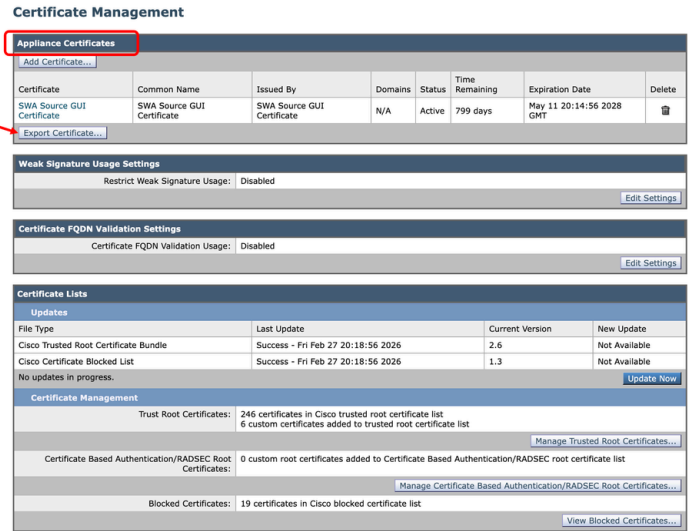 Certificate Management
Appliance Certificates
Add Certificate...
Certificate Common Name Issued By Domains Status Time Remaining Expiration Date Delete
SWA Source GUI Certificate SWA Source GUI Certificate SWA Source GUI Certificate N/A Active 799 days May 11 20:14:56 2028 GMT
Export Certificate...
Weak Signature Usage Settings
Restrict Weak Signature Usage: Disabled
Edit Settings
Certificate FQDN Validation Settings
Certificate FQDN Validation Usage: Disabled
Edit Settings
Certificate Lists
Updates
File Type Last Update Current Version New Update
Cisco Trusted Root Certificate Bundle Success - Fri Feb 27 20:18:56 2026 2.6 Not Available
Cisco Certificate Blocked List Success - Fri Feb 27 20:18:56 2026 1.3 Not Available
No updates in progress. Update Now
Certificate Management
Trust Root Certificates: 246 certificates in Cisco trusted root certificate list
6 custom certificates added to trusted root certificate list
Manage Trusted Root Certificates...
Certificate Based Authentication/RADSEC Root Certificates: 0 custom root certificates added to Certificate Based Authentication/RADSEC root certificate list
Manage Certificate Based Authentication/RADSEC Root Certificates...
Blocked Certificates: 19 certificates in Cisco blocked certificate list
View Blocked Certificates...